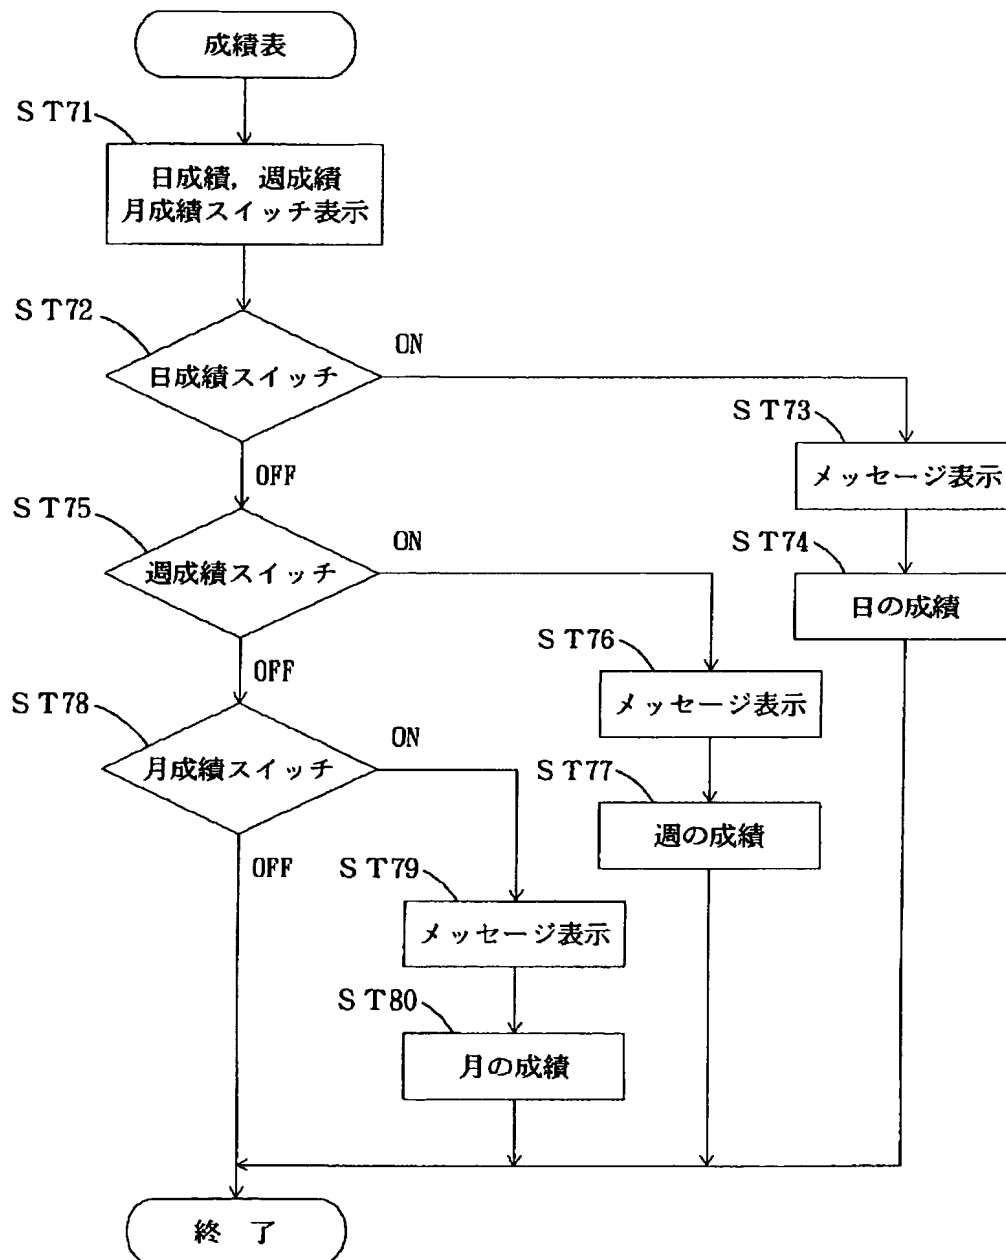 成績表
ST71
日成績, 週成績
月成績スイッチ表示
ST72
日成績スイッチ
ON
OFF
ST73
メッセージ表示
ST74
日の成績
ST75
週成績スイッチ
ON
OFF
ST76
メッセージ表示
ST77
週の成績
ST78
月成績スイッチ
ON
OFF
ST79
メッセージ表示
ST80
月の成績
終 了